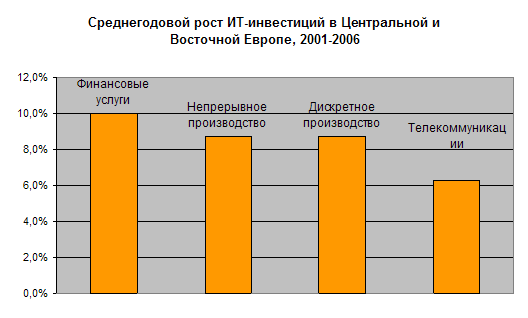 Среднегодовой рост ИТ-инвестиций в Центральной и
Восточной Европе, 2001-2006
12,0%
10,0%
8,0%
6,0%
4,0%
2,0%
0,0%
Финансовые
услуги
Непрерывное
производство
Дискретное
производство
Телекоммуникац
ии